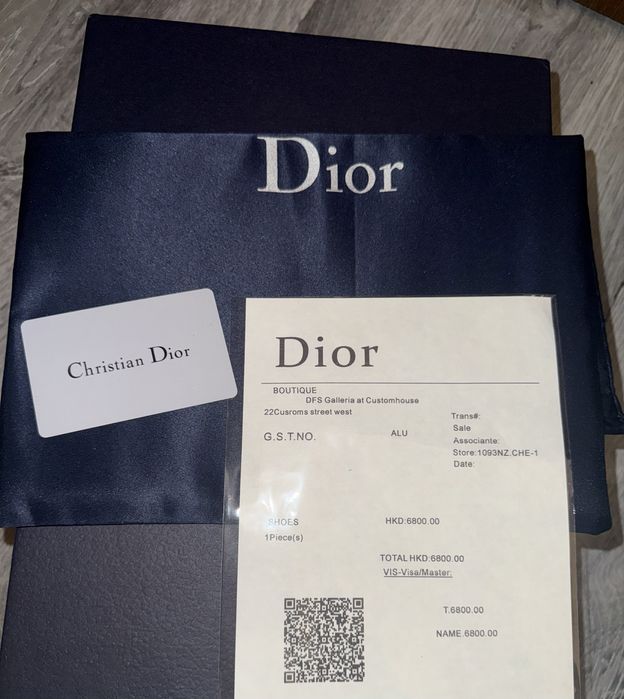 Dior
Christian Dior
Dior
BOUTIQUE
DFS Galleria at Customhouse
22Cusroms street west
Trans#:
Sale
G.S.T.NO.
ALU
Associante:
Store:1093NZ.CHE-1
Date:
SHOES
HKD:6800.00
1Piece(s)
TOTAL HKD:6800.00
VIS-Visa/Master:
T.6800.00
NAME.6800.00